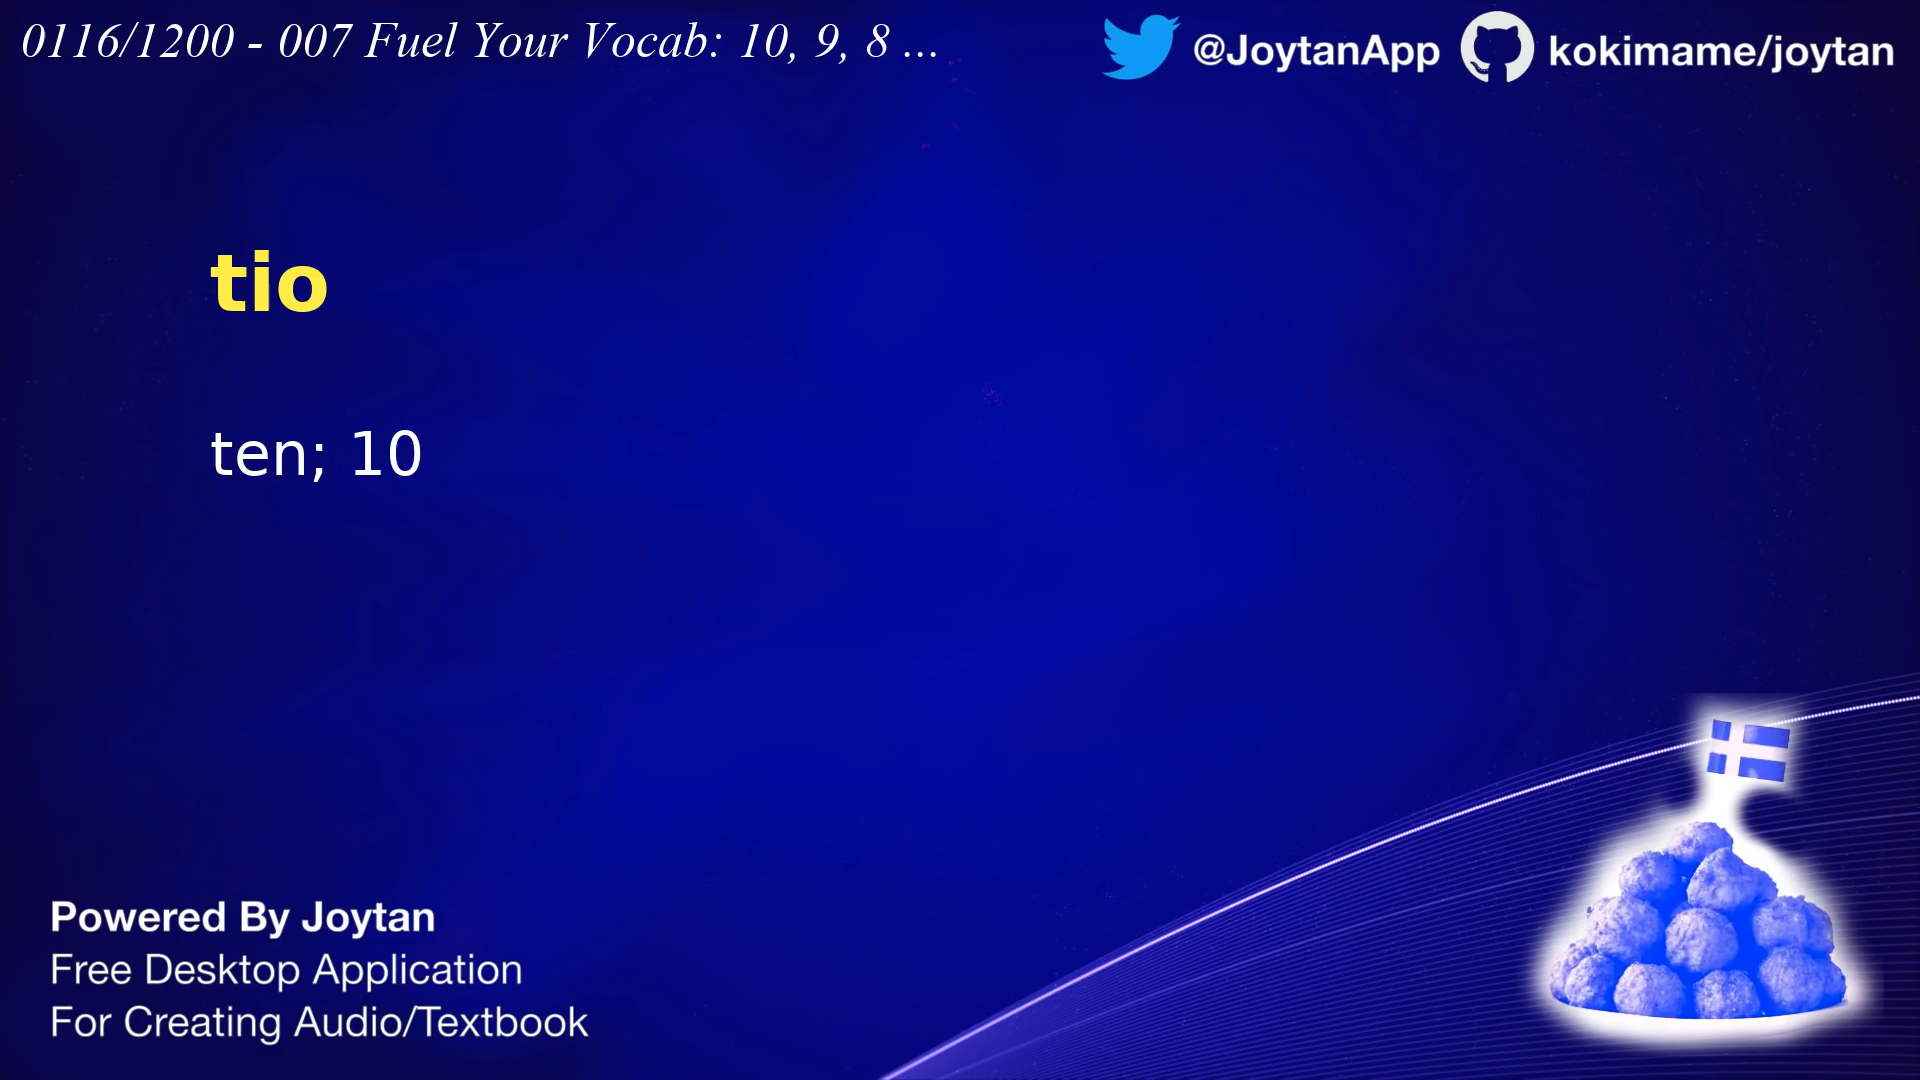 0116/1200 - 007 Fuel Your Vocab: 10, 9, 8 ...
@JoytanApp
kokimame/joytan
tio
ten; 10
Powered By Joytan
Free Desktop Application
For Creating Audio/Textbook